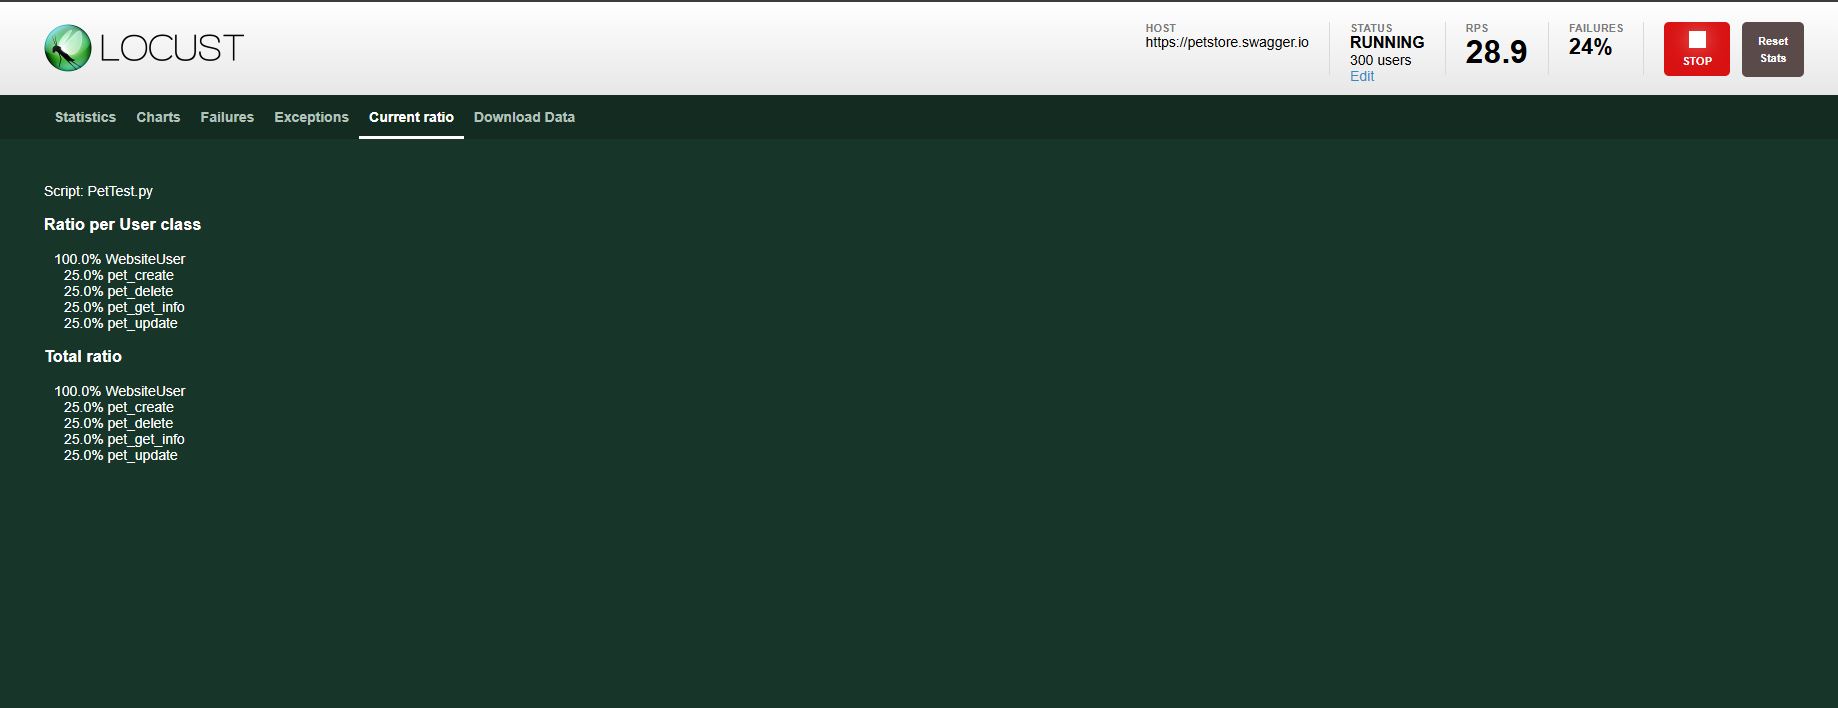 LOCUST
HOST
https://petstore.swagger.io
STATUS
RUNNING
300 users
Edit
RPS
28.9
FAILURES
24%
STOP
Reset
Stats
Statistics Charts Failures Exceptions Current ratio Download Data
Script: PetTest.py
Ratio per User class
100.0% WebsiteUser
25.0% pet_create
25.0% pet_delete
25.0% pet_get_info
25.0% pet_update
Total ratio
100.0% WebsiteUser
25.0% pet_create
25.0% pet_delete
25.0% pet_get_info
25.0% pet_update